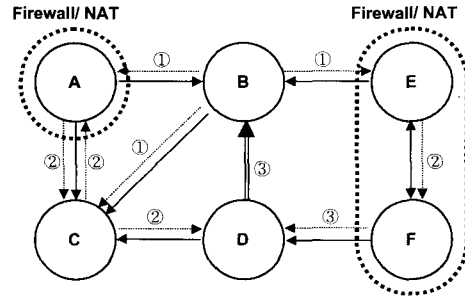 Firewall/ NAT
Firewall/ NAT
① ①
A B E
①
② ② ③ ②
② ③
C D F